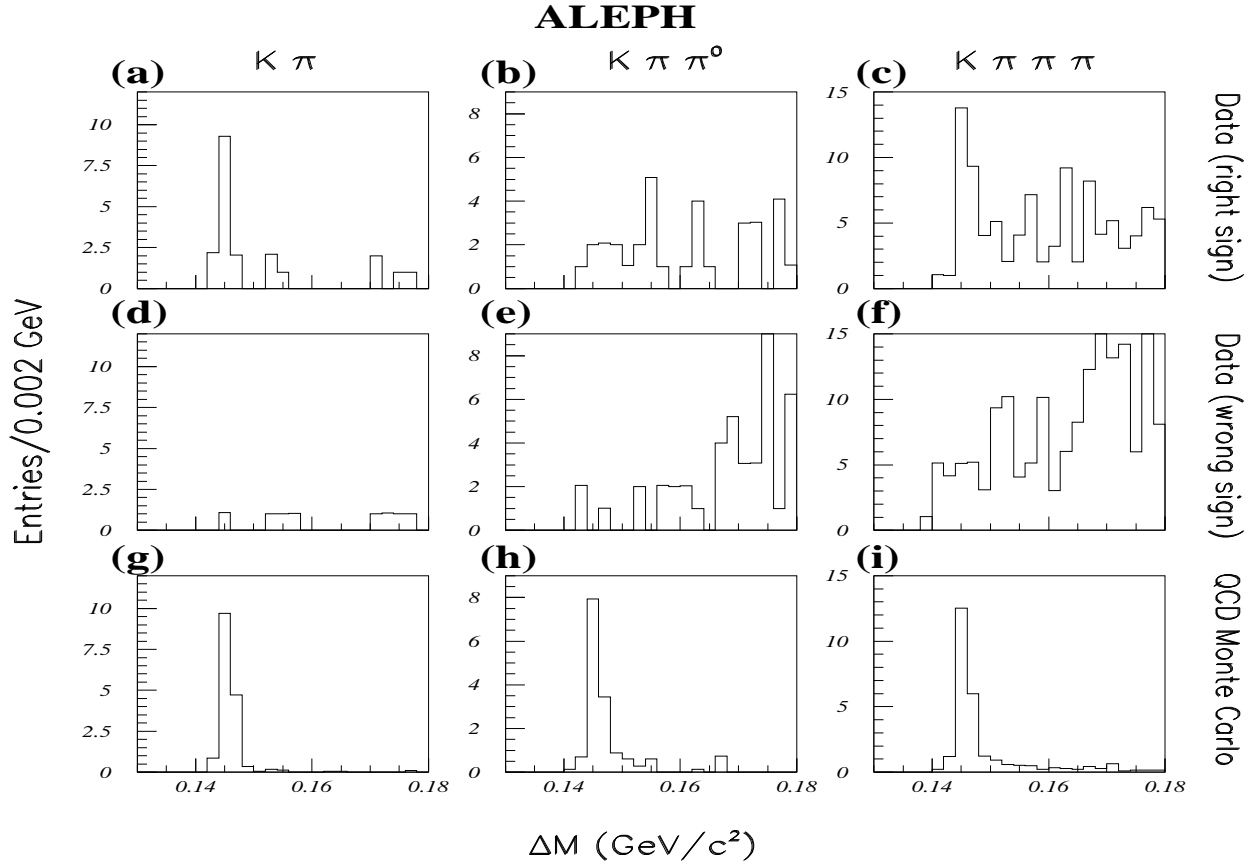 ALEPH
K π
K π π⁰
K π π π
(a)
(b)
(c)
10
7.5
5
2.5
0
8
6
4
2
0
15
10
5
0
Data (right sign)
(d)
(e)
(f)
10
7.5
5
2.5
0
8
6
4
2
0
15
10
5
0
Data (wrong sign)
(g)
(h)
(i)
10
7.5
5
2.5
0
8
6
4
2
0
15
10
5
0
QCD Monte Carlo
0.14 0.16 0.18
0.14 0.16 0.18
0.14 0.16 0.18
Entries/0.002 GeV
ΔM (GeV/c²)